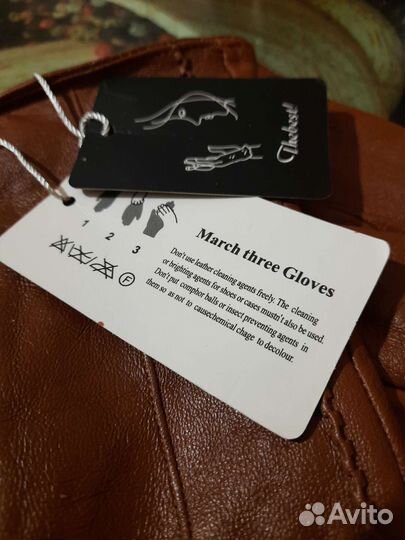 Thebest!
March three Gloves
Don't use leather cleaning agents freely. The cleaning
or brighting agents for shoes or cases mustn't also be used.
Don't put comphor balls or insect preventing agents in
them so as not to causechemical chage to decolour.
1 2 3
F
Avito